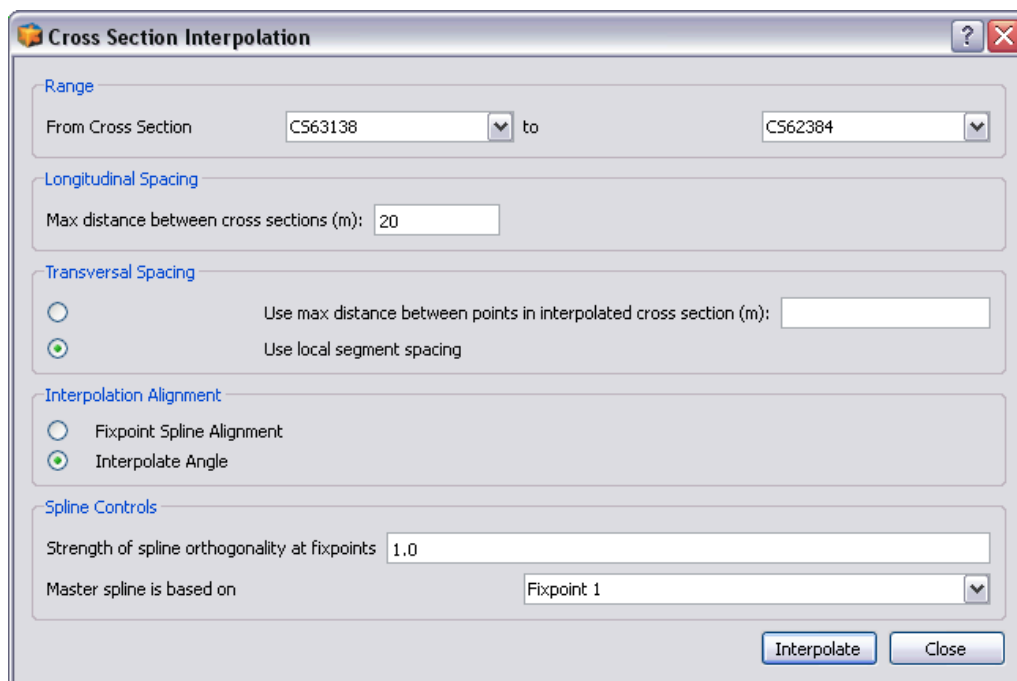 Cross Section Interpolation
?
Range
From Cross Section CS63138 to CS62384
Longitudinal Spacing
Max distance between cross sections (m): 20
Transversal Spacing
Use max distance between points in interpolated cross section (m):
Use local segment spacing
Interpolation Alignment
Fixpoint Spline Alignment
Interpolate Angle
Spline Controls
Strength of spline orthogonality at fixpoints 1.0
Master spline is based on Fixpoint 1
Interpolate Close